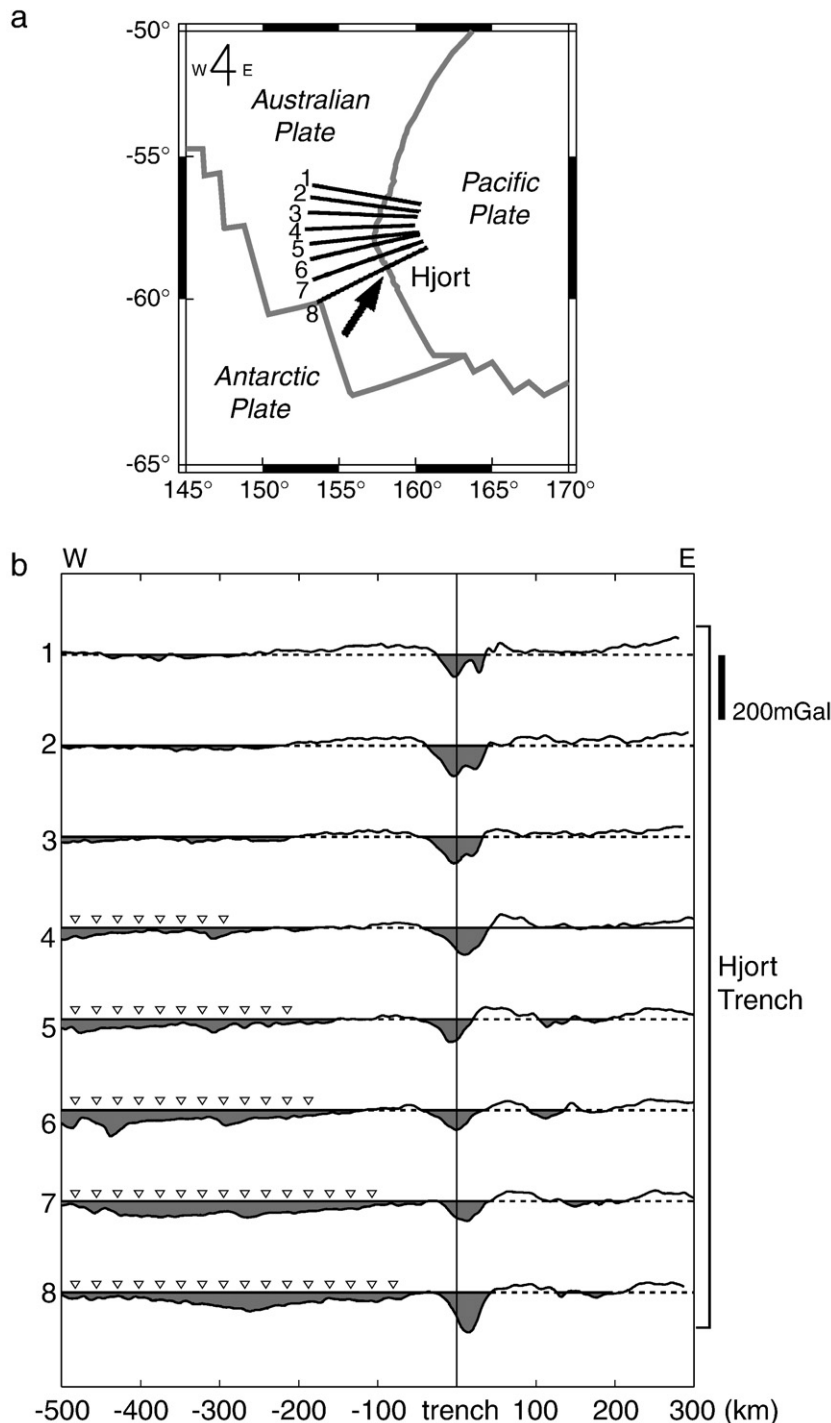 a
-50°
W 4 E
Australian
Plate
-55°
1
2
3
4
5
6
7
8
Pacific
Plate
Hjort
-60°
Antarctic
Plate
-65°
145° 150° 155° 160° 165° 170°
b W E
1
200mGal
2
3
4
Hjort
Trench
5
6
7
8
-500 -400 -300 -200 -100 trench 100 200 300 (km)